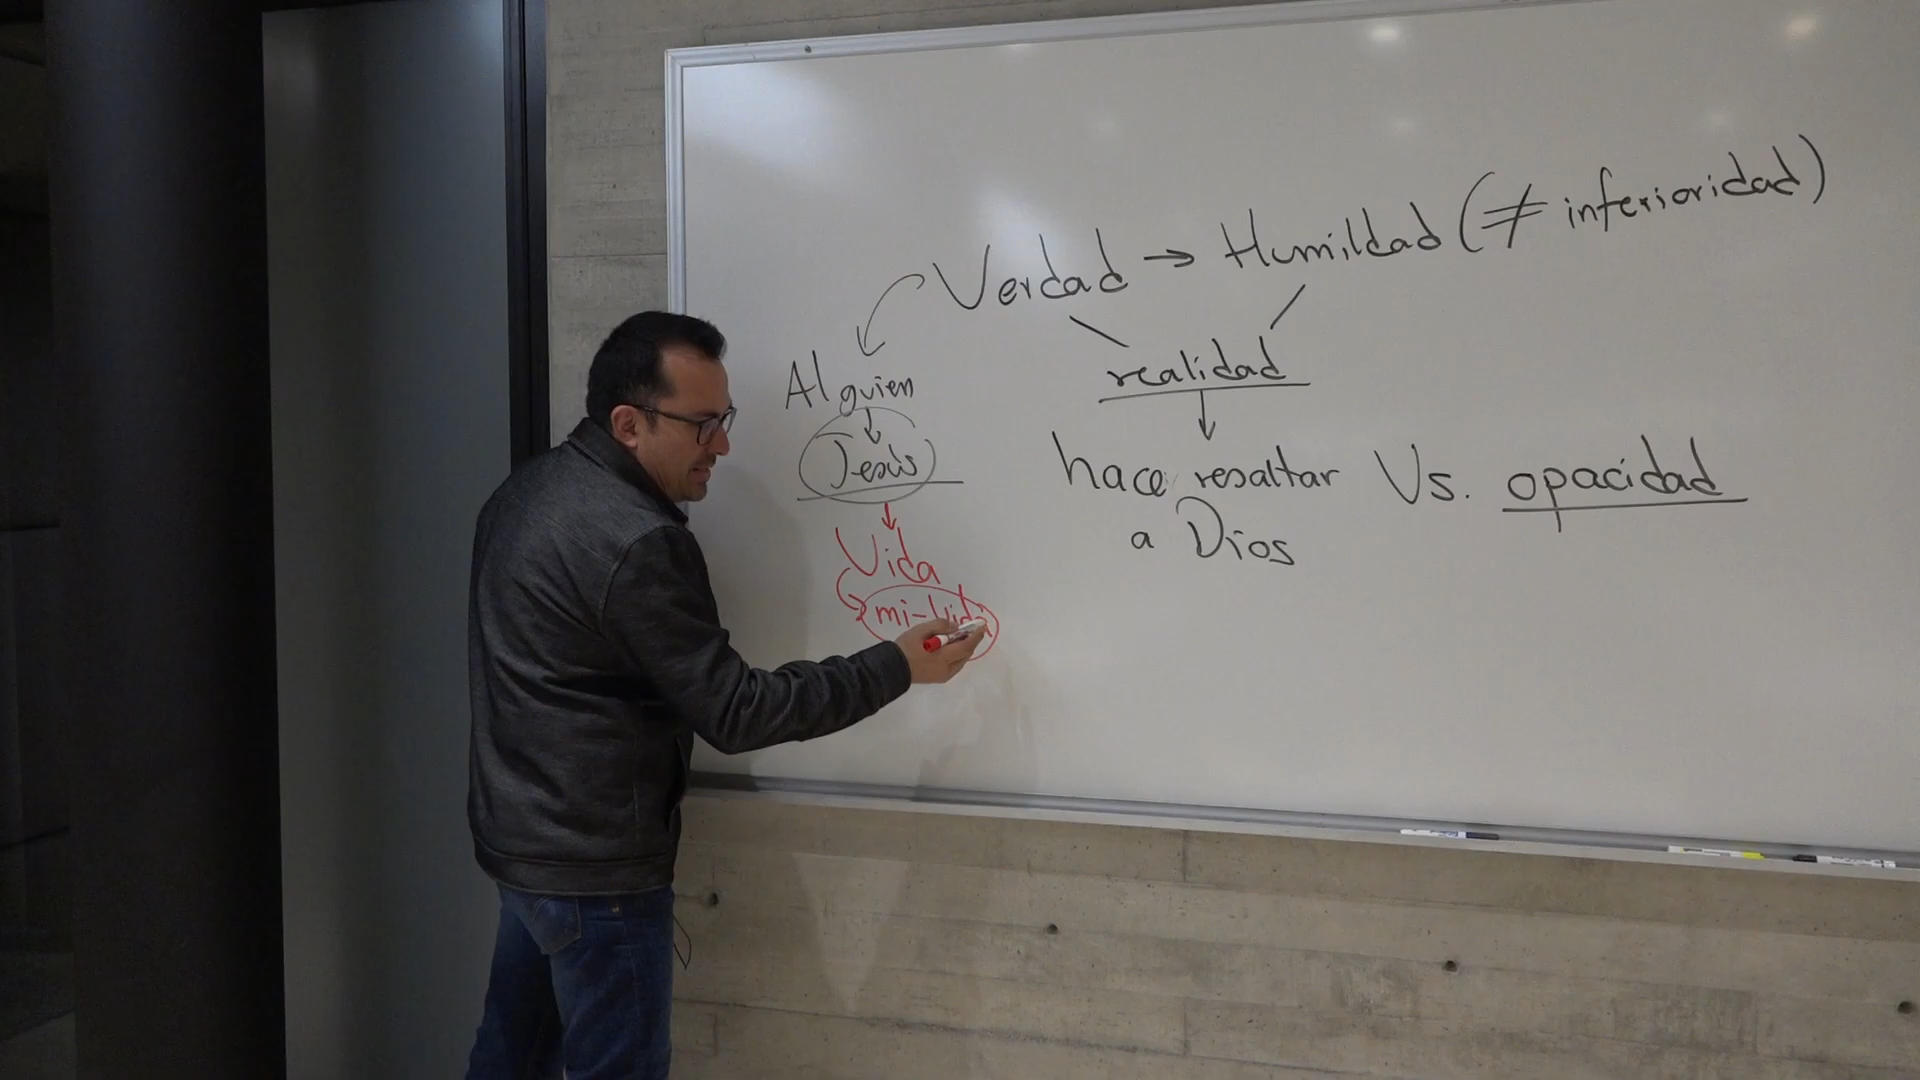 Verdad → Humildad (≠ inferioridad)
realidad
Alguien
Jesús
hace resaltar Vs. opacidad
a Dios
Vida
mi-Vida